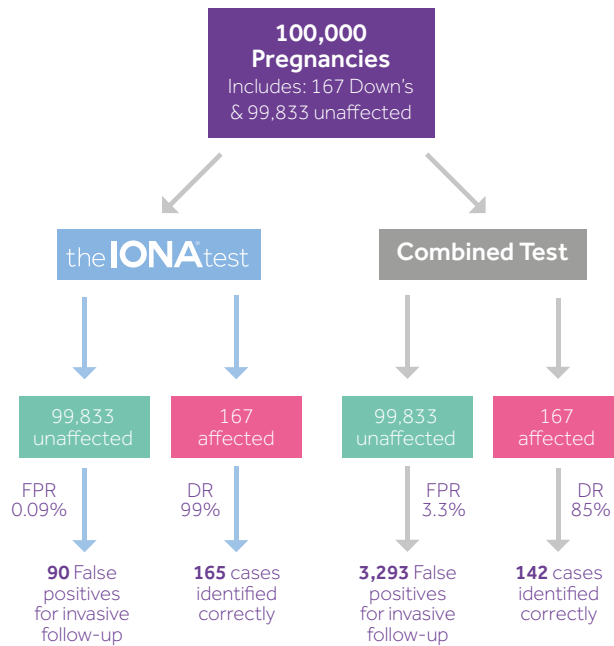 100,000
Pregnancies
Includes: 167 Down's
& 99,833 unaffected
the IONA® test
Combined Test
99,833
unaffected
167
affected
99,833
unaffected
167
affected
FPR
0.09%
DR
99%
FPR
3.3%
DR
85%
90 False
positives
for invasive
follow-up
165 cases
identified
correctly
3,293 False
positives
for invasive
follow-up
142 cases
identified
correctly